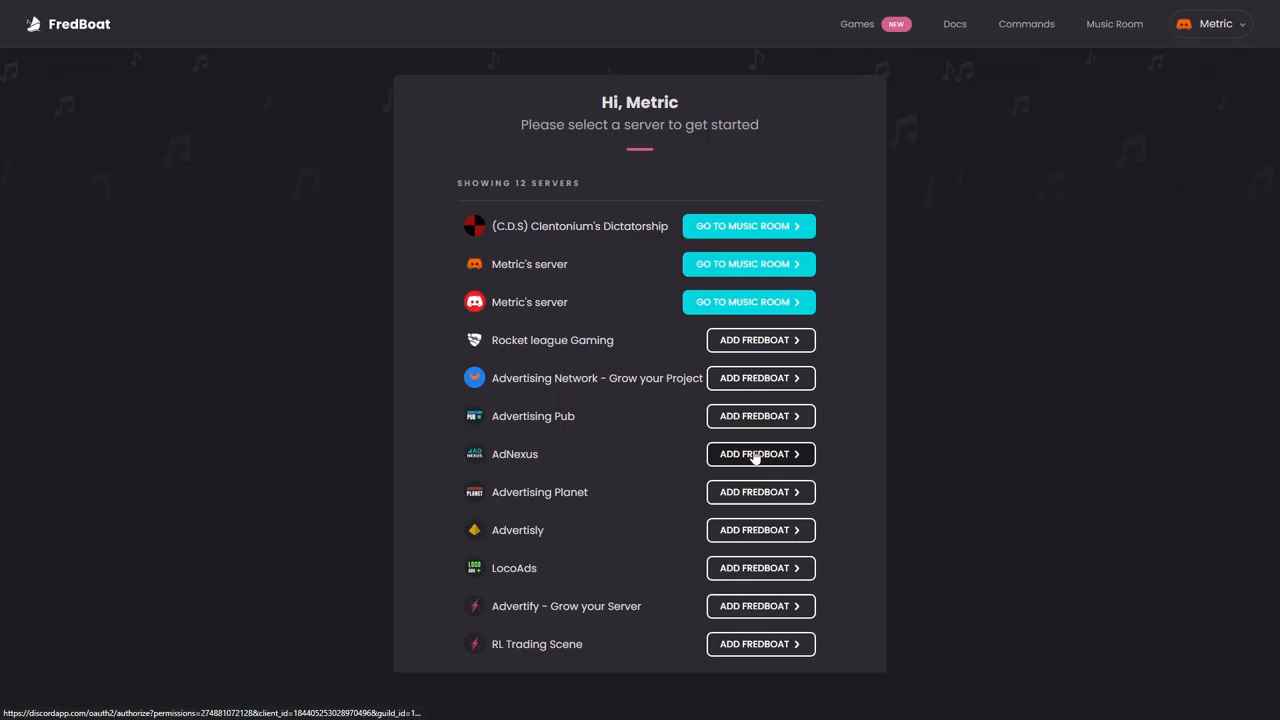 FredBoat
Games NEW Docs Commands Music Room Metric
Hi, Metric
Please select a server to get started
SHOWING 12 SERVERS
(C.D.S) Clentonium's Dictatorship GO TO MUSIC ROOM
Metric's server GO TO MUSIC ROOM
Metric's server GO TO MUSIC ROOM
Rocket league Gaming ADD FREDBOAT
Advertising Network - Grow your Project ADD FREDBOAT
Advertising Pub ADD FREDBOAT
AdNexus ADD FREDBOAT
Advertising Planet ADD FREDBOAT
Advertisly ADD FREDBOAT
LocoAds ADD FREDBOAT
Advertify - Grow your Server ADD FREDBOAT
RL Trading Scene ADD FREDBOAT
https://discordapp.com/oauth2/authorize?permissions=274881072128&client_id=184405253028970496&guild_id=1...